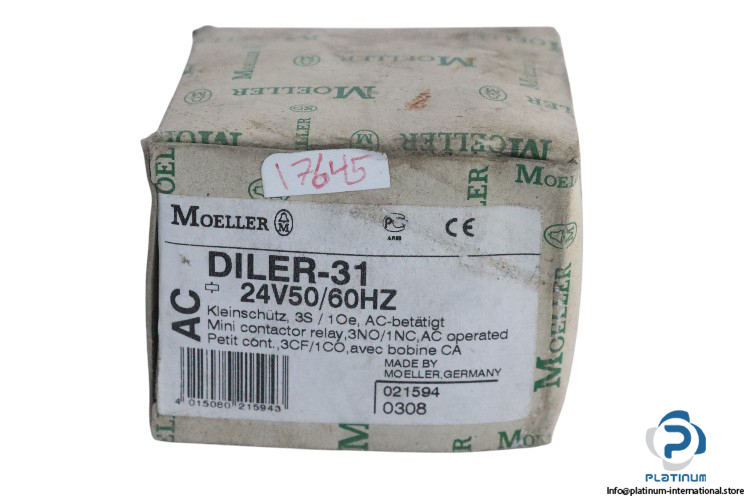 MOELLER
MOELLER
MOELLER
MOELLER
17645
MOELLER
CE
AC
DILER-31
24V50/60HZ
Kleinschütz, 3S / 1Oe, AC-betätigt
Mini contactor relay,3NO/1NC,AC operated
Petit cont.,3CF/1CO,avec bobine CA
MADE BY
MOELLER,GERMANY
021594
0308
4 015080 215943
MOELLER
PLATINUM
Info@platinum-international.store